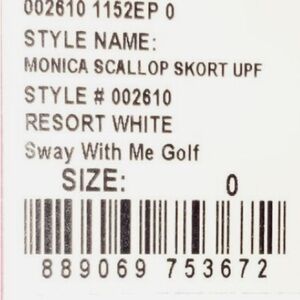 002610 1152EP 0
STYLE NAME:
MONICA SCALLOP SKORT UPF
STYLE # 002610
RESORT WHITE
Sway With Me Golf
SIZE: 0
889069 753672